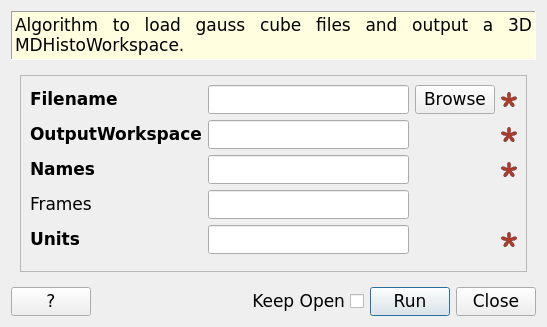 Algorithm to load gauss cube files and output a 3D
MDHistoWorkspace.
Filename Browse *
OutputWorkspace *
Names *
Frames
Units *
? Keep Open Run Close